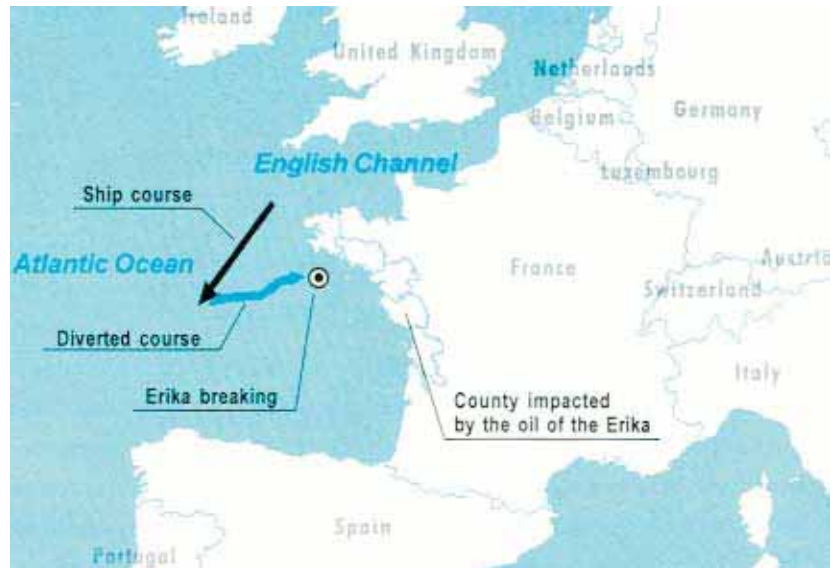 Ireland
United Kingdom
Netherlands
Belgium
Germany
English Channel
Luxembourg
Ship course
Atlantic Ocean
France
Austria
Switzerland
Diverted course
Italy
Erika breaking
County impacted
by the oil of the Erika
Spain
Portugal